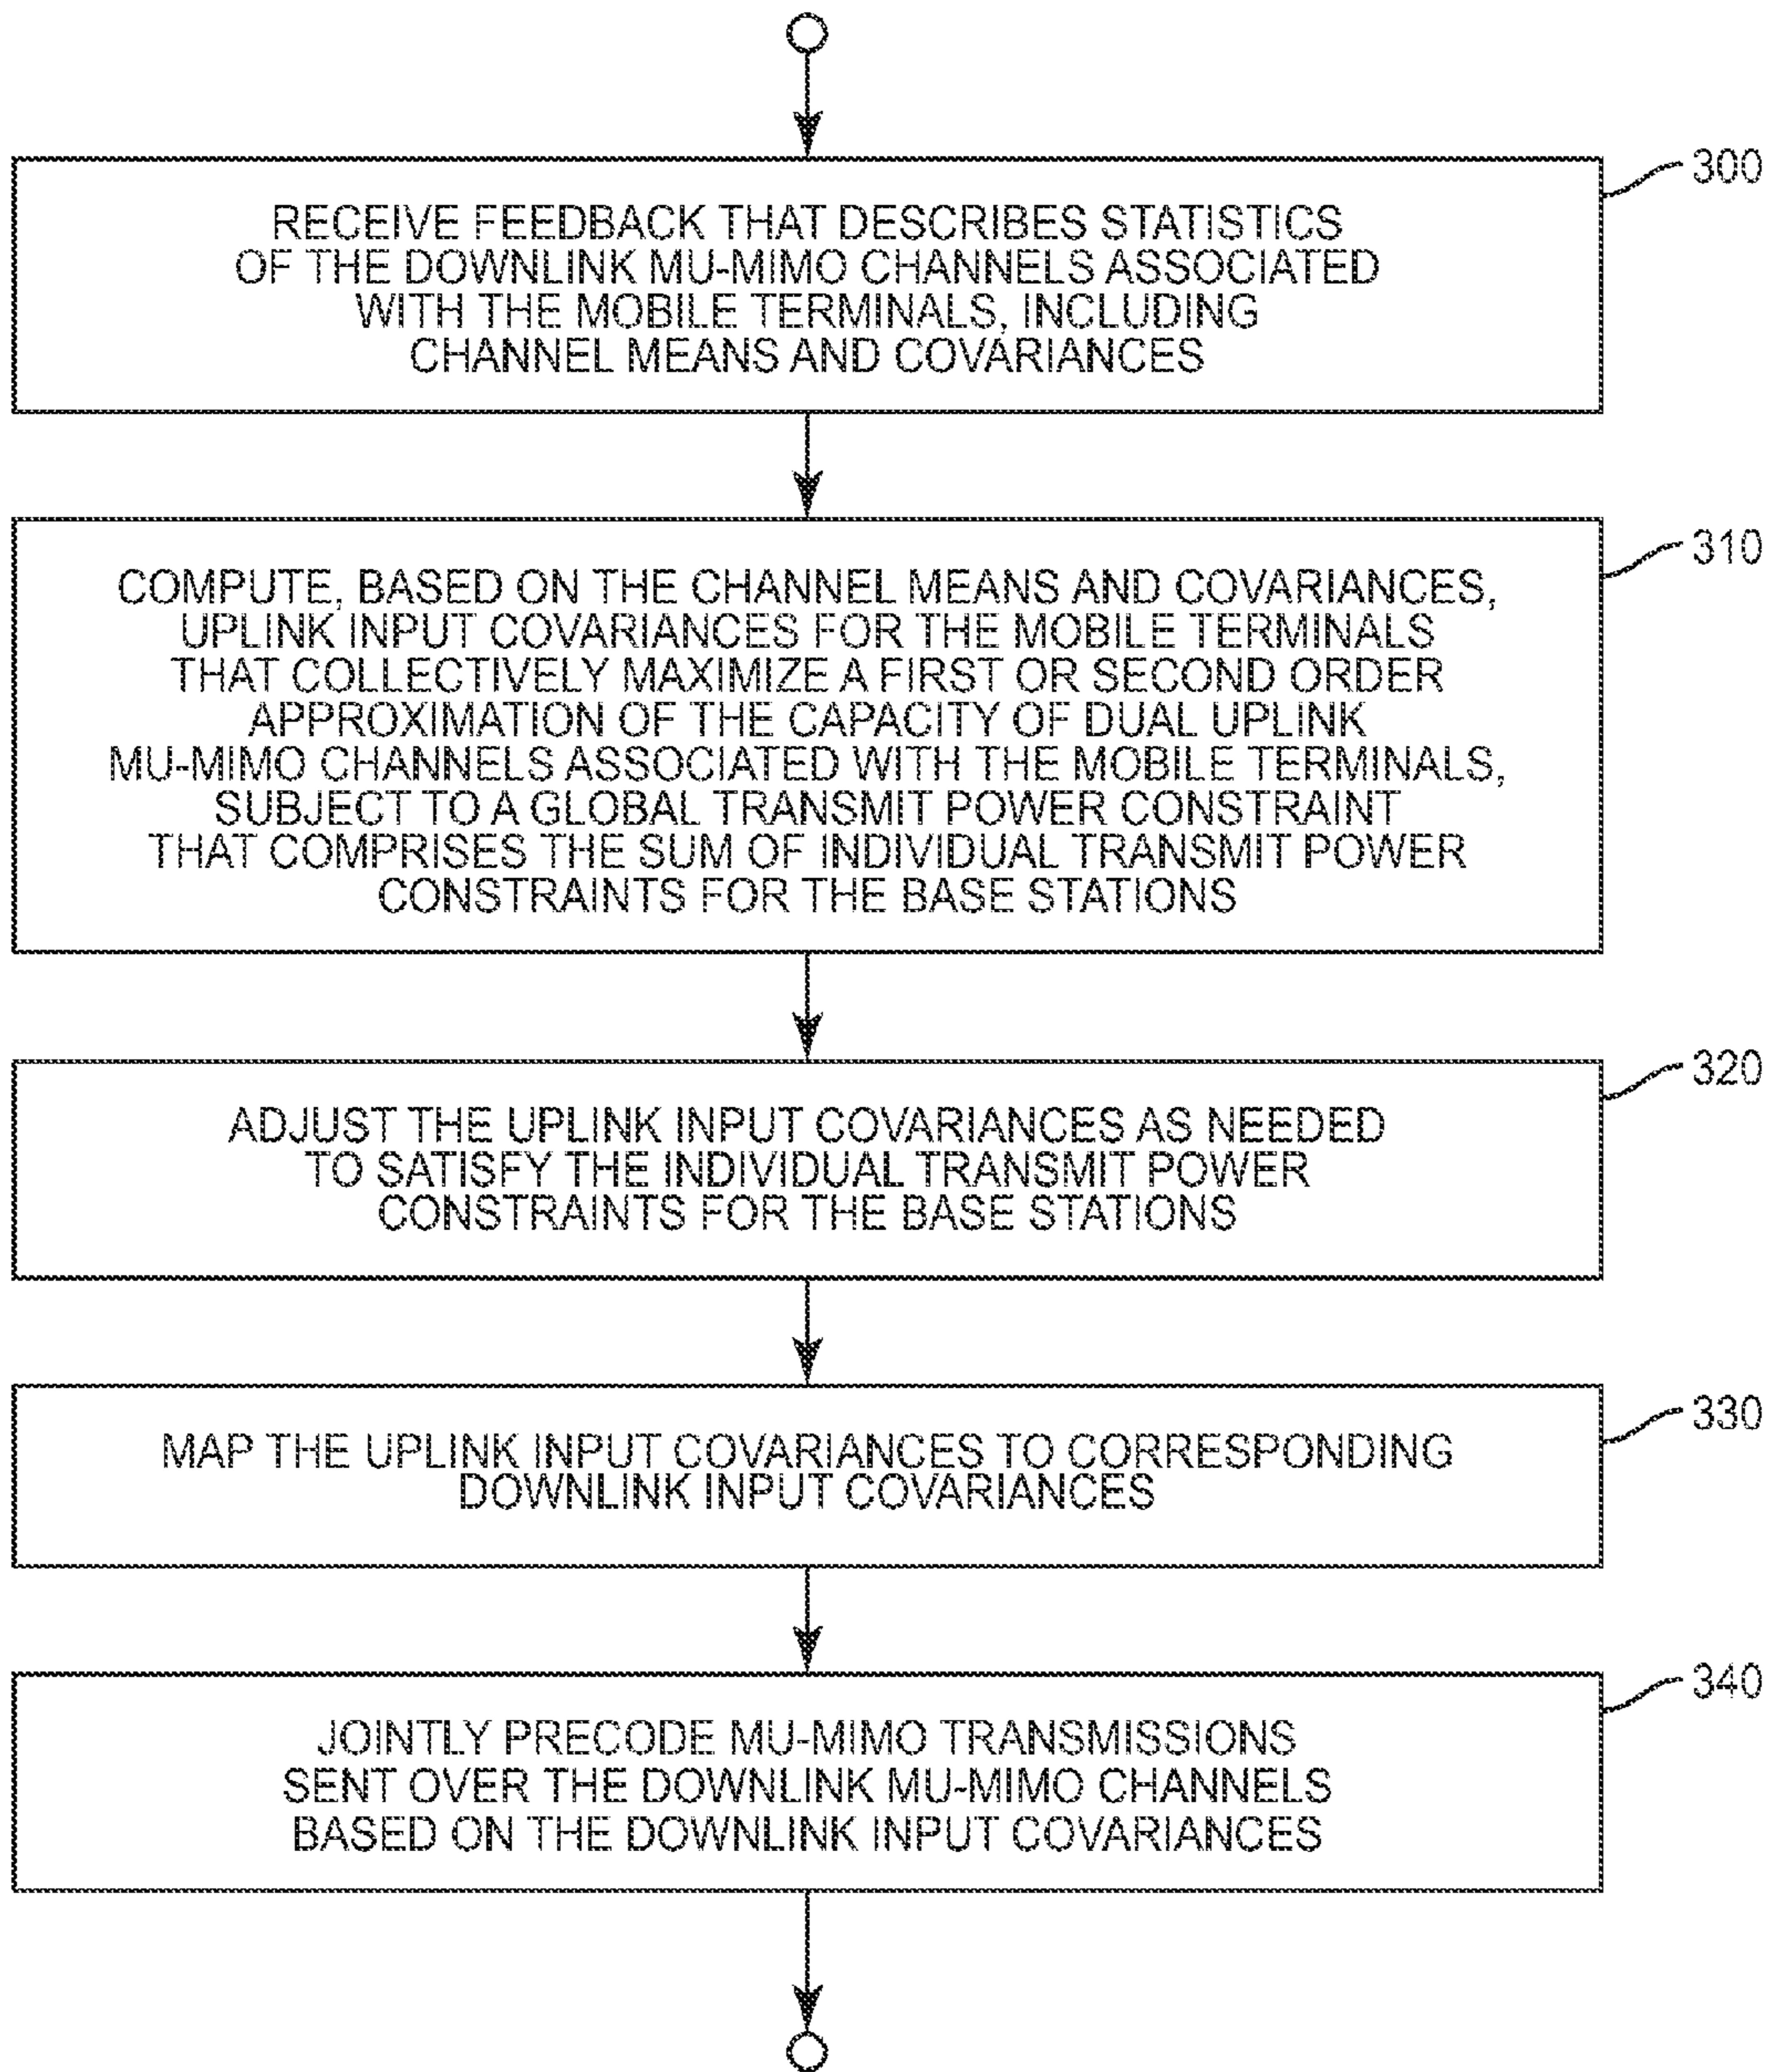 300
RECEIVE FEEDBACK THAT DESCRIBES STATISTICS
OF THE DOWNLINK MU-MIMO CHANNELS ASSOCIATED
WITH THE MOBILE TERMINALS, INCLUDING
CHANNEL MEANS AND COVARIANCES
310
COMPUTE, BASED ON THE CHANNEL MEANS AND COVARIANCES,
UPLINK INPUT COVARIANCES FOR THE MOBILE TERMINALS
THAT COLLECTIVELY MAXIMIZE A FIRST OR SECOND ORDER
APPROXIMATION OF THE CAPACITY OF DUAL UPLINK
MU-MIMO CHANNELS ASSOCIATED WITH THE MOBILE TERMINALS,
SUBJECT TO A GLOBAL TRANSMIT POWER CONSTRAINT
THAT COMPRISES THE SUM OF INDIVIDUAL TRANSMIT POWER
CONSTRAINTS FOR THE BASE STATIONS
320
ADJUST THE UPLINK INPUT COVARIANCES AS NEEDED
TO SATISFY THE INDIVIDUAL TRANSMIT POWER
CONSTRAINTS FOR THE BASE STATIONS
330
MAP THE UPLINK INPUT COVARIANCES TO CORRESPONDING
DOWNLINK INPUT COVARIANCES
340
JOINTLY PRECODE MU-MIMO TRANSMISSIONS
SENT OVER THE DOWNLINK MU-MIMO CHANNELS
BASED ON THE DOWNLINK INPUT COVARIANCES